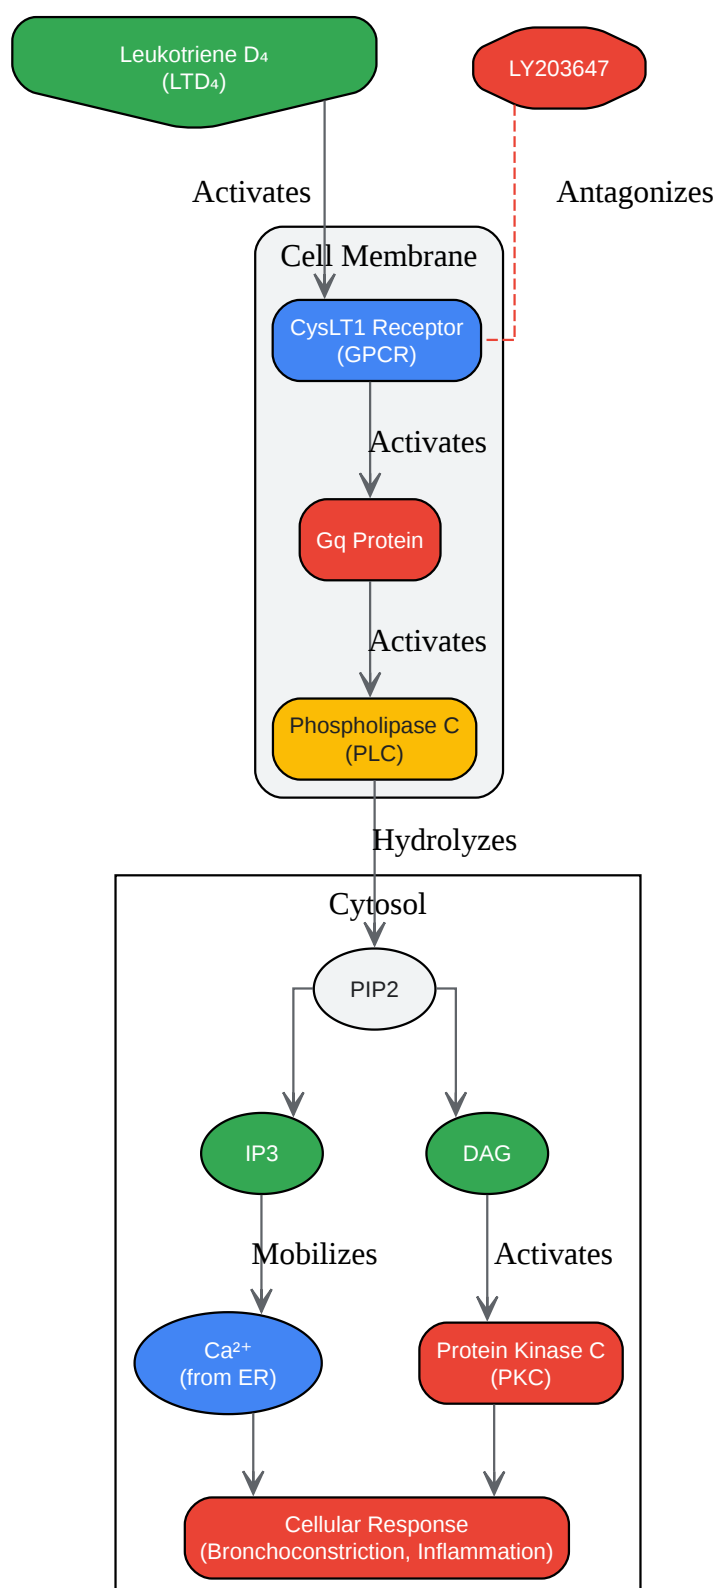 Leukotriene D₄
(LTD₄)
LY203647
Activates
Antagonizes
Cell Membrane
CysLT1 Receptor
(GPCR)
Activates
Gq Protein
Activates
Phospholipase C
(PLC)
Hydrolyzes
Cytosol
PIP2
IP3
DAG
Mobilizes
Activates
Ca²⁺
(from ER)
Protein Kinase C
(PKC)
Cellular Response
(Bronchoconstriction, Inflammation)